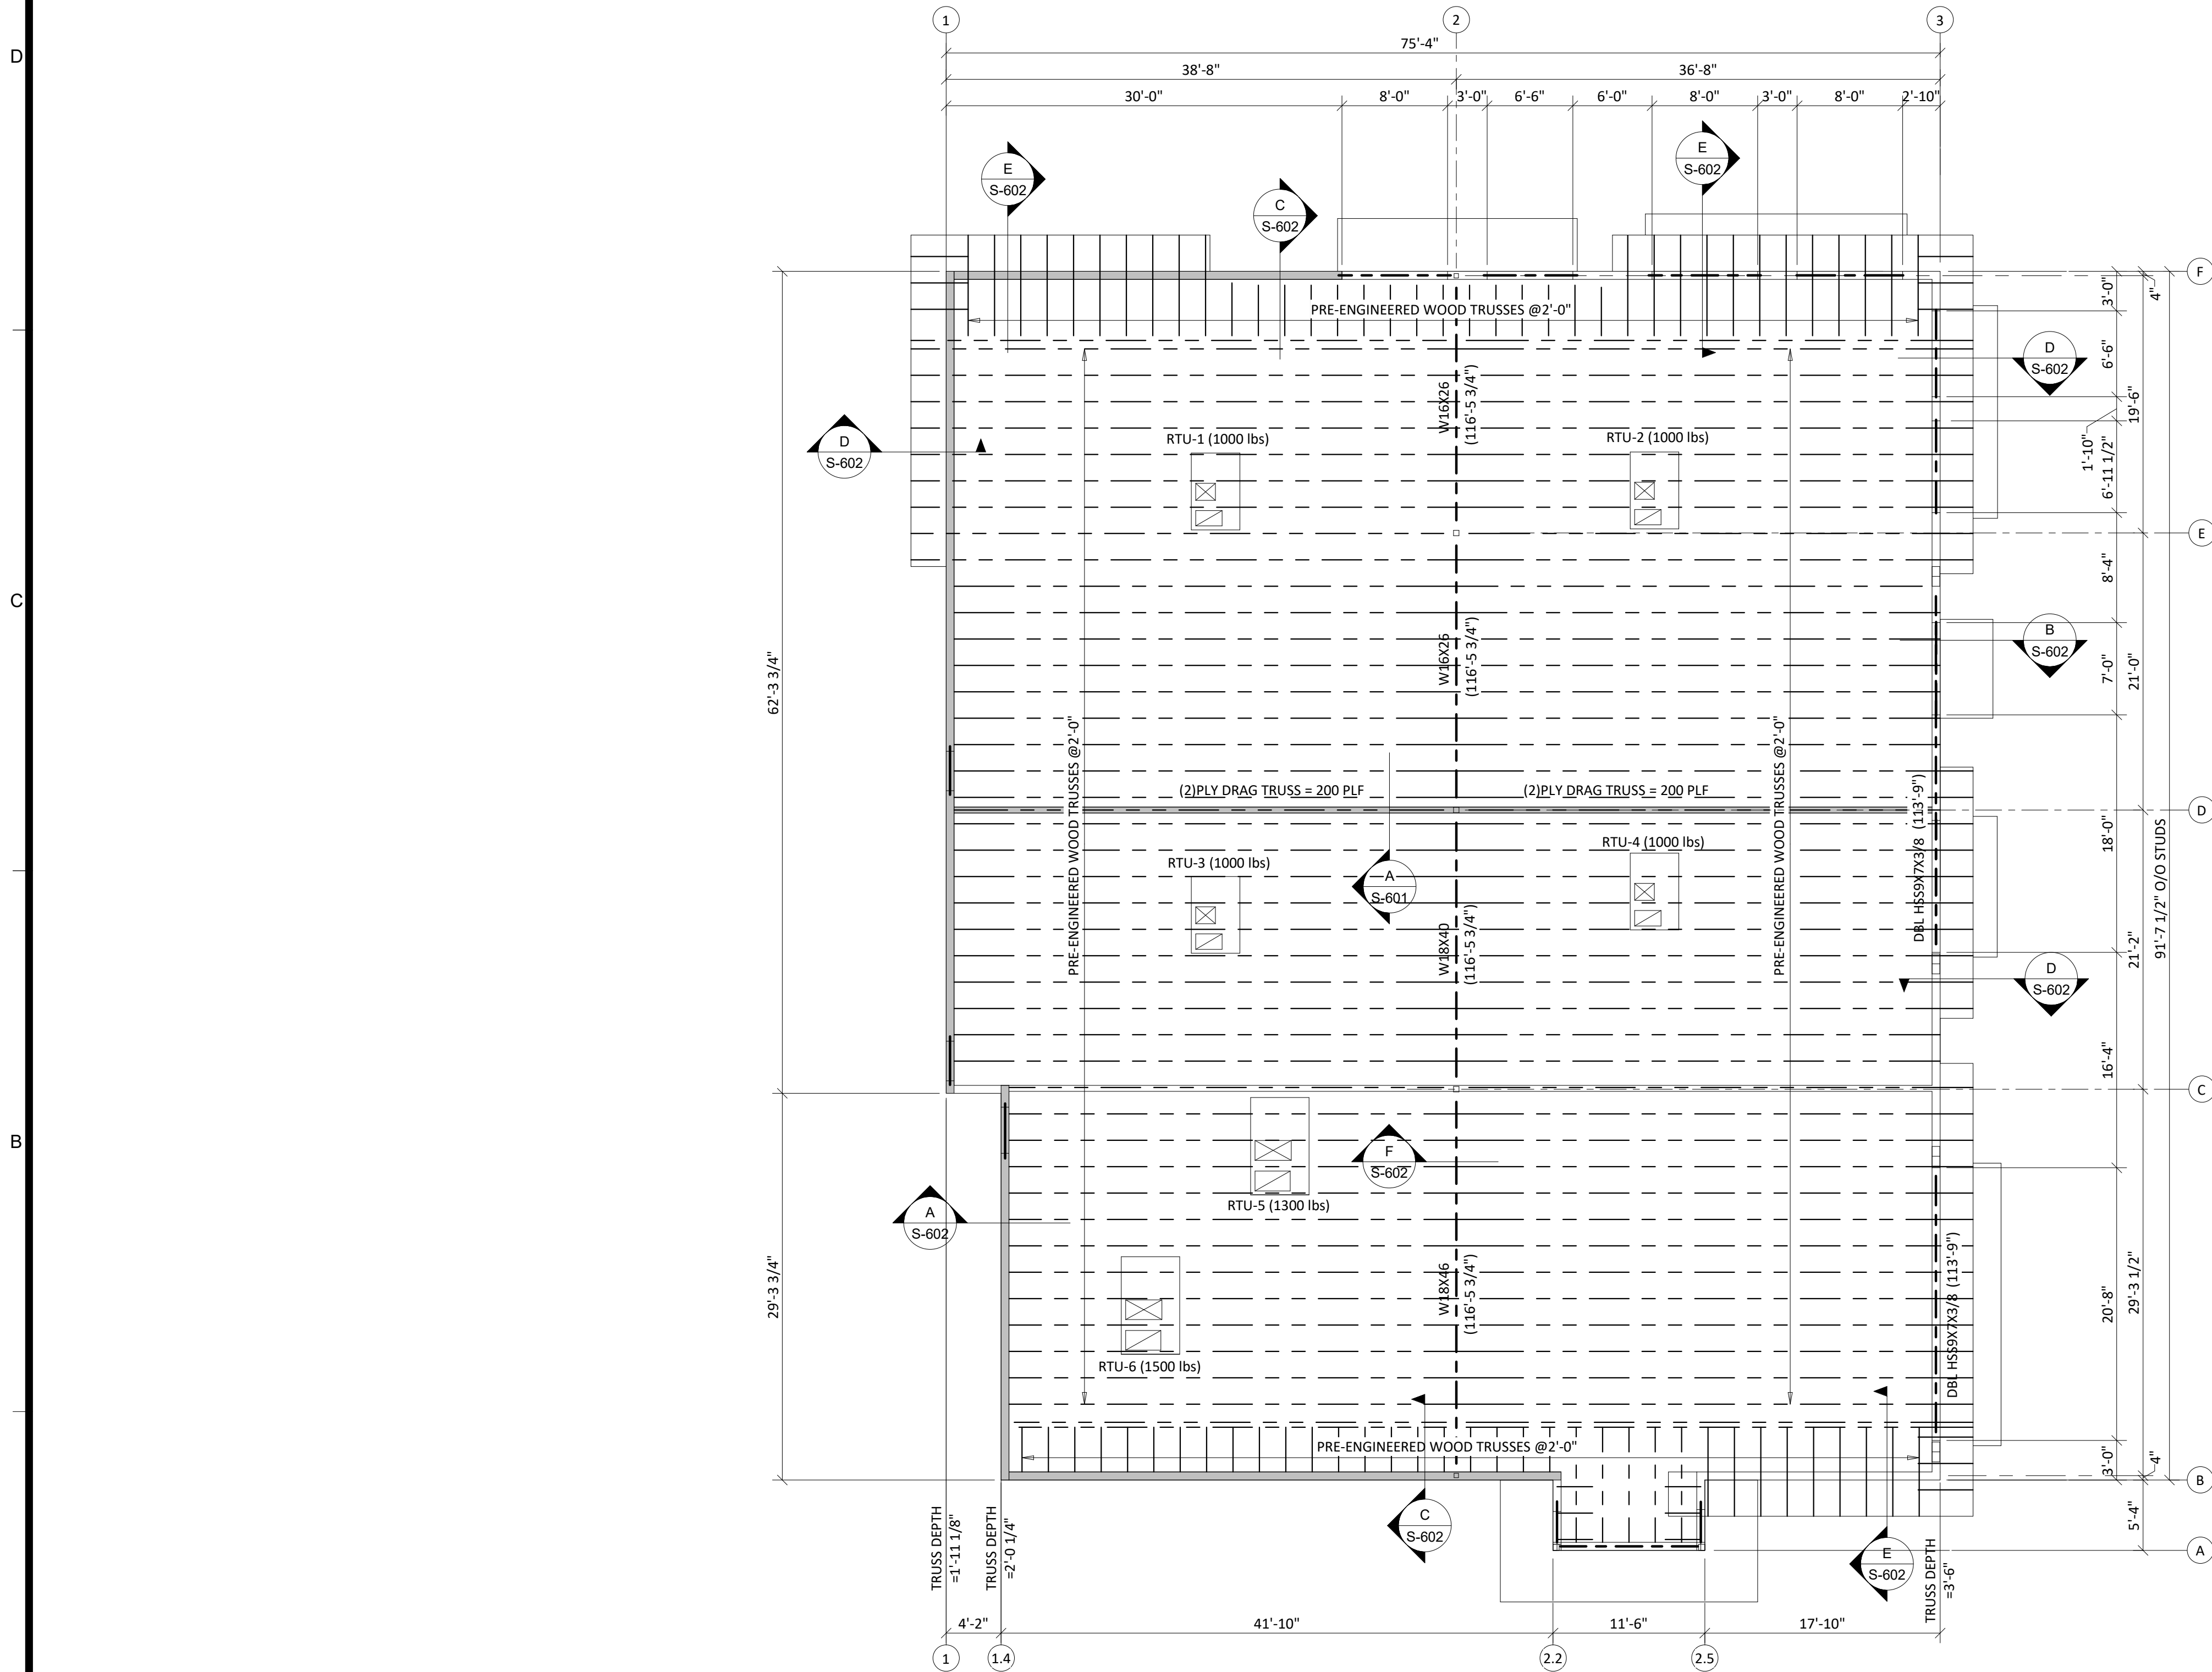 D
C
B
1
2
3
75'-4"
38'-8"
36'-8"
30'-0"
8'-0"
3'-0"
6'-6"
6'-0"
8'-0"
3'-0"
8'-0"
2'-10"
E
S-602
C
S-602
E
S-602
PRE-ENGINEERED WOOD TRUSSES @2'-0"
F
3'-0"
4"
D
S-602
6'-6"
19'-6"
1'-10"
6'-11 1/2"
D
S-602
RTU-1 (1000 lbs)
W16X26
(116'-5 3/4")
RTU-2 (1000 lbs)
E
8'-4"
B
S-602
7'-0"
21'-0"
62'-3 3/4"
W16X26
(116'-5 3/4")
PRE-ENGINEERED WOOD TRUSSES @2'-0"
PRE-ENGINEERED WOOD TRUSSES @2'-0"
(2)PLY DRAG TRUSS = 200 PLF
(2)PLY DRAG TRUSS = 200 PLF
DBL HSS9X7X3/8 (113'-9")
D
18'-0"
91'-7 1/2" O/O STUDS
RTU-3 (1000 lbs)
A
S-601
RTU-4 (1000 lbs)
W18X40
(116'-5 3/4")
21'-2"
D
S-602
16'-4"
C
F
S-602
RTU-5 (1300 lbs)
A
S-602
29'-3 3/4"
W18X46
(116'-5 3/4")
DBL HSS9X7X3/8 (113'-9")
20'-8"
29'-3 1/2"
RTU-6 (1500 lbs)
PRE-ENGINEERED WOOD TRUSSES @2'-0"
3'-0"
4"
B
5'-4"
A
TRUSS DEPTH
=1'-11 1/8"
TRUSS DEPTH
=2'-0 1/4"
C
S-602
E
S-602
TRUSS DEPTH
=3'-6"
4'-2"
41'-10"
11'-6"
17'-10"
1
1.4
2.2
2.5